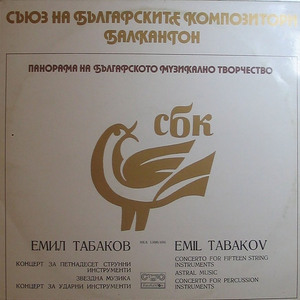 СЪЮЗ НА БЪЛГАРСКИТЕ КОМПОЗИТОРИ
БАЛКАНТОН
ПАНОРАМА НА БЪЛГАРСКОТО МУЗИКАЛНО ТВОРЧЕСТВО
сбк
ЕМИЛ ТАБАКОВ
EMIL TABAKOV
КОНЦЕРТ ЗА ПЕТНАДЕСЕТ СТРУННИ
ИНСТРУМЕНТИ
ЗВЕЗДНА МУЗИКА
КОНЦЕРТ ЗА УДАРНИ ИНСТРУМЕНТИ
CONCERTO FOR FIFTEEN STRING
INSTRUMENTS
ASTRAL MUSIC
CONCERTO FOR PERCUSSION
INSTRUMENTS